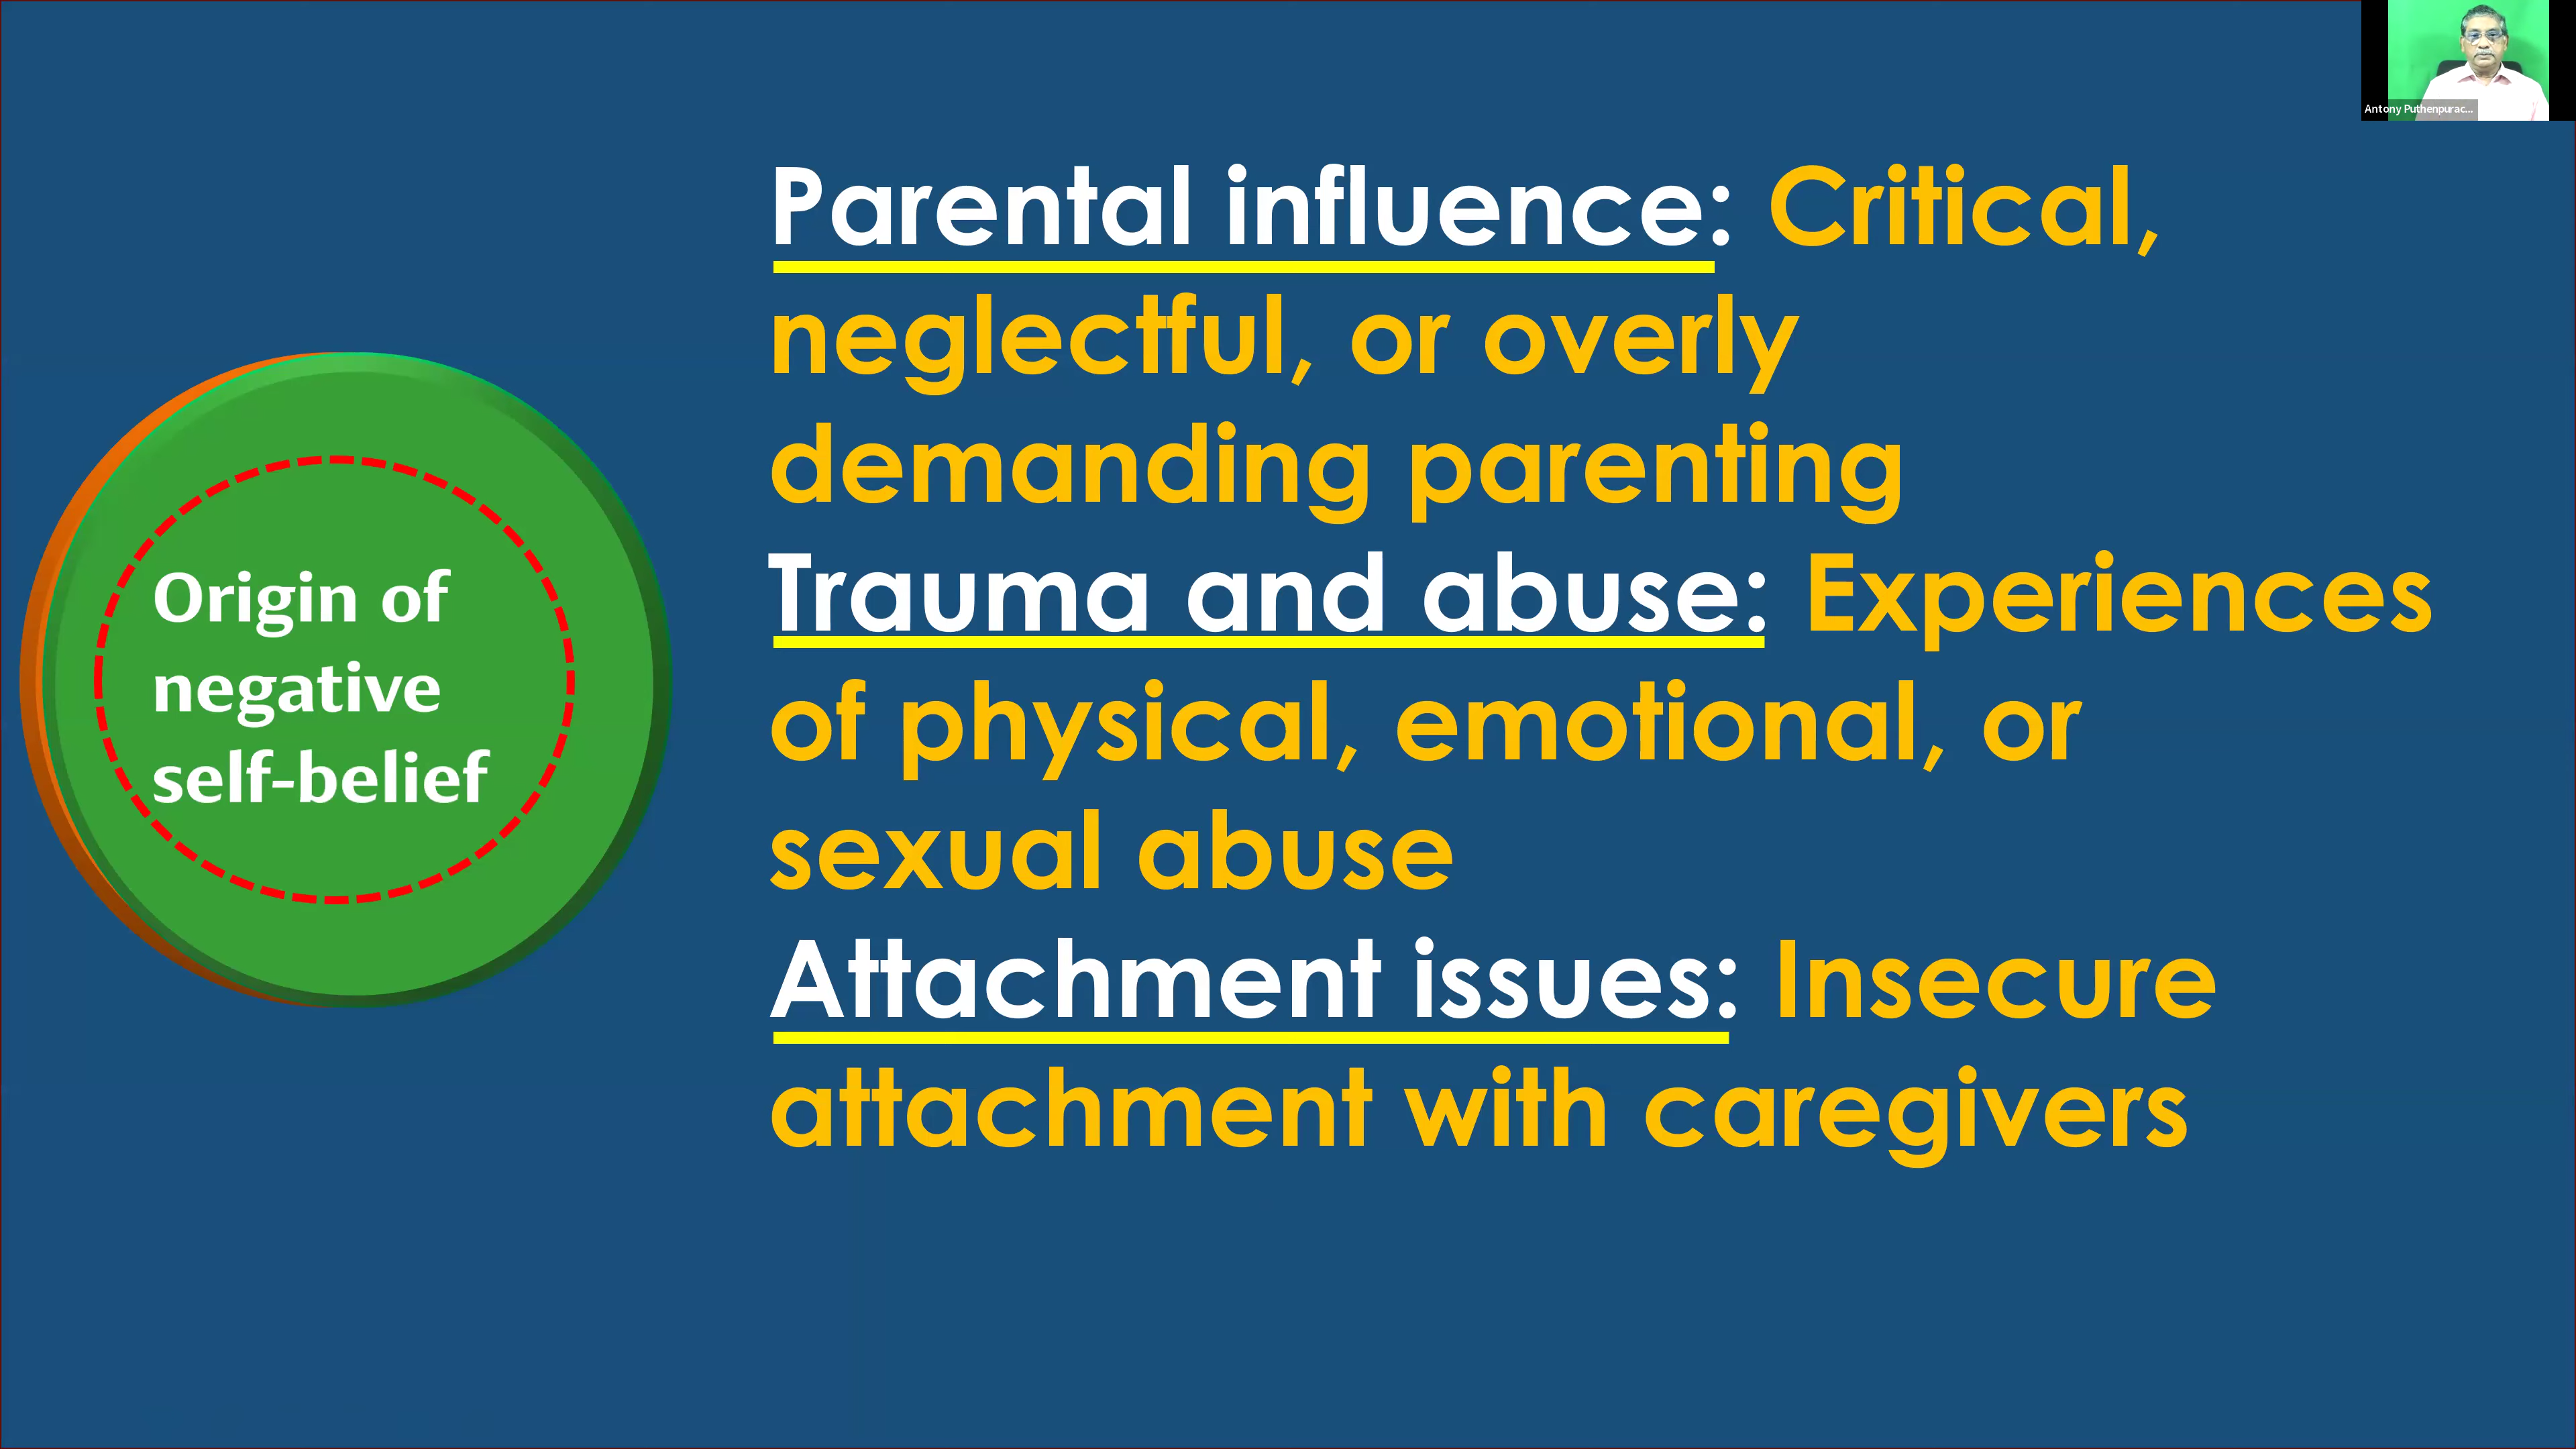 Antony Puthenpurac...
Origin of
negative
self-belief
Parental influence: Critical,
neglectful, or overly
demanding parenting
Trauma and abuse: Experiences
of physical, emotional, or
sexual abuse
Attachment issues: Insecure
attachment with caregivers